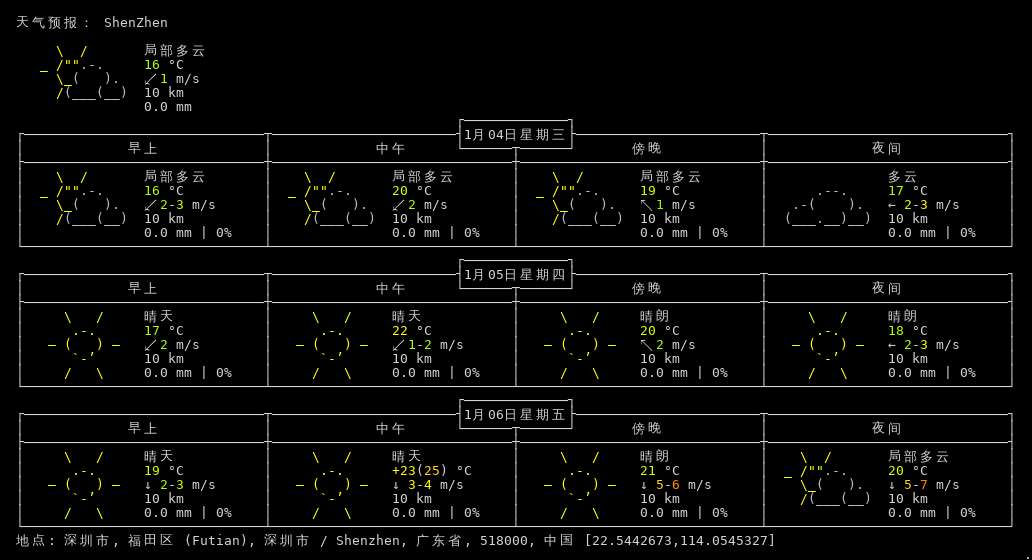 天气预报： ShenZhen
局部多云
16 °C
↙ 1 m/s
10 km
0.0 mm
1月04日星期三
早上 中午 傍晚 夜间
局部多云 局部多云 局部多云 多云
16 °C 20 °C 19 °C 17 °C
↙ 2-3 m/s ↙ 2 m/s ↖ 1 m/s ← 2-3 m/s
10 km 10 km 10 km 10 km
0.0 mm | 0% 0.0 mm | 0% 0.0 mm | 0% 0.0 mm | 0%
1月05日星期四
早上 中午 傍晚 夜间
晴天 晴天 晴朗 晴朗
17 °C 22 °C 20 °C 18 °C
↙ 2 m/s ↙ 1-2 m/s ↖ 2 m/s ← 2-3 m/s
10 km 10 km 10 km 10 km
0.0 mm | 0% 0.0 mm | 0% 0.0 mm | 0% 0.0 mm | 0%
1月06日星期五
早上 中午 傍晚 夜间
晴天 晴天 晴朗 局部多云
19 °C +23(25) °C 21 °C 20 °C
↓ 2-3 m/s ↓ 3-4 m/s ↓ 5-6 m/s ↓ 5-7 m/s
10 km 10 km 10 km 10 km
0.0 mm | 0% 0.0 mm | 0% 0.0 mm | 0% 0.0 mm | 0%
地点: 深圳市, 福田区 (Futian), 深圳市 / Shenzhen, 广东省, 518000, 中国 [22.5442673,114.0545327]